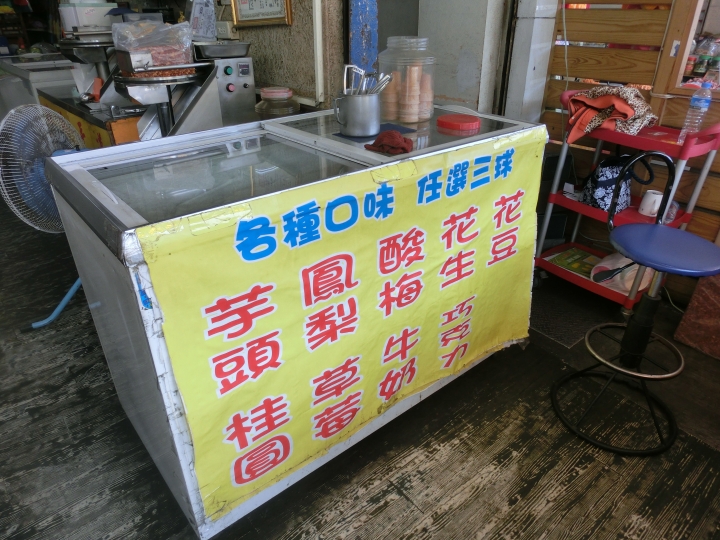 各種口味 任選三球
芋頭 鳳梨 酸梅 花生 花豆
桂圓 草莓 牛奶 巧克力